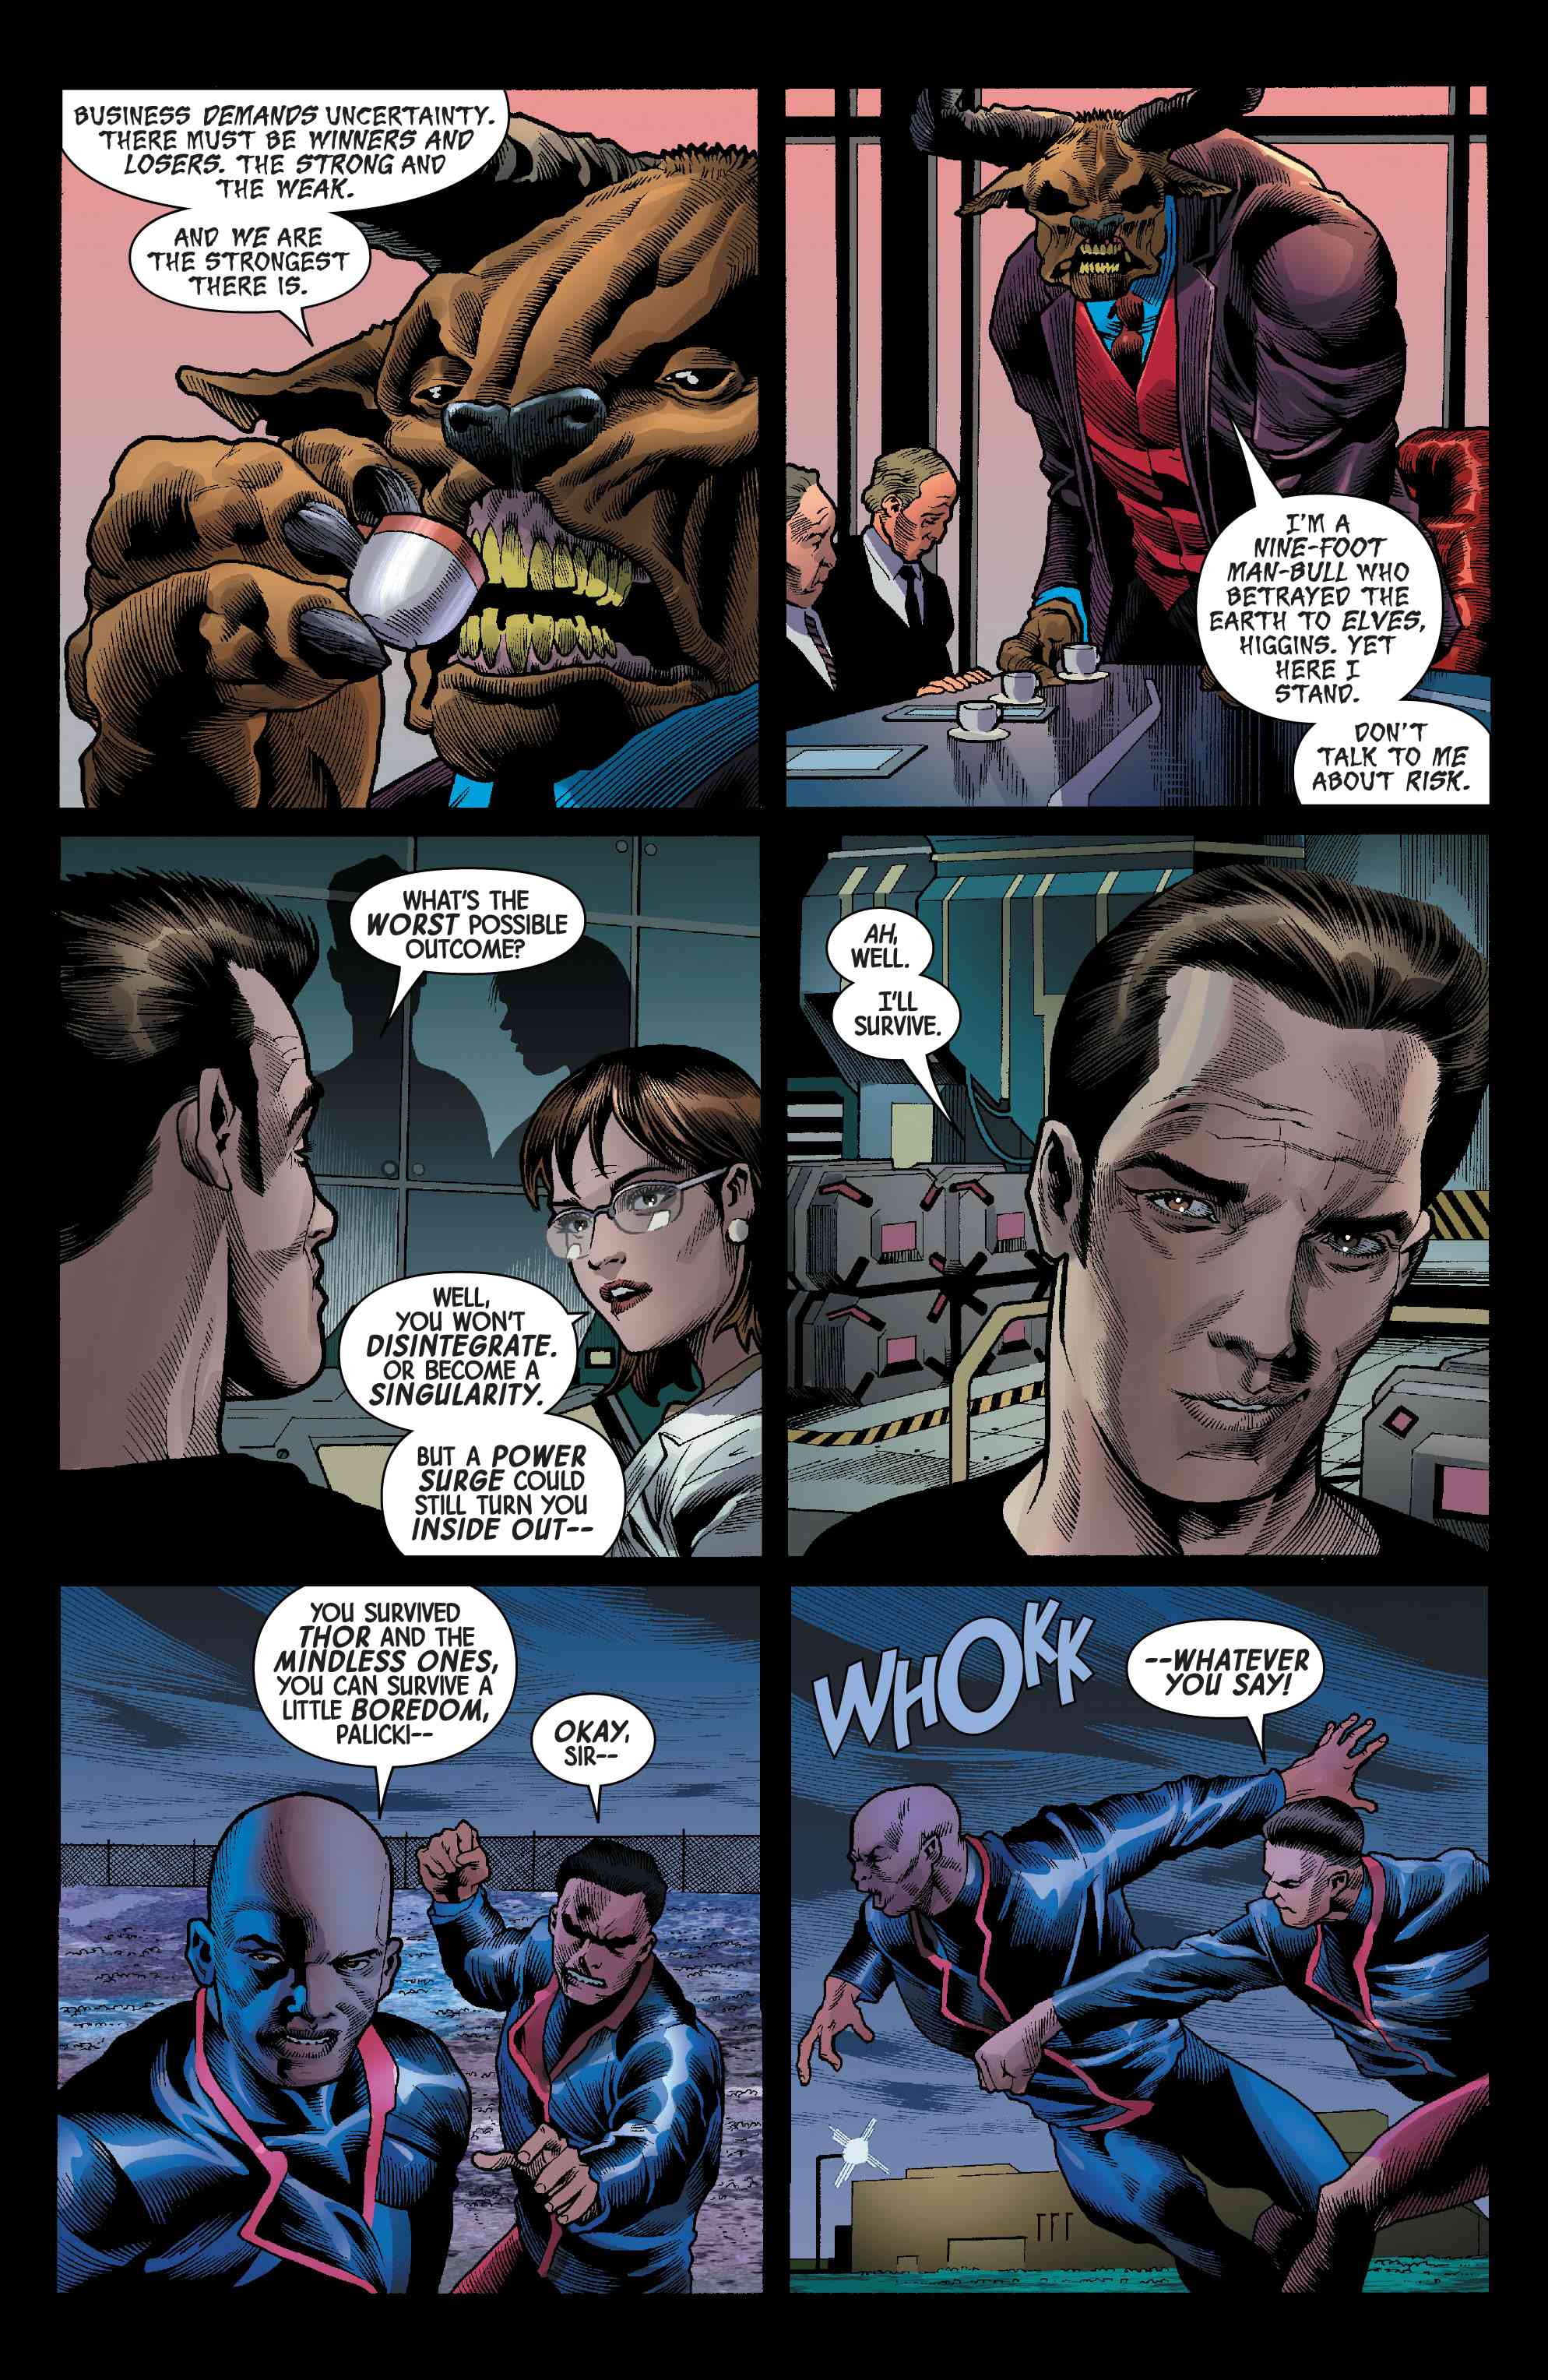 BUSINESS DEMANDS UNCERTAINTY.
THERE MUST BE WINNERS AND
LOSERS. THE STRONG AND
THE WEAK.
AND WE ARE
THE STRONGEST
THERE IS.
I'M A
NINE-FOOT
MAN-BULL WHO
BETRAYED THE
EARTH TO ELVES,
HIGGINS. YET
HERE I
STAND.
DON'T
TALK TO ME
ABOUT RISK.
WHAT'S THE
WORST POSSIBLE
OUTCOME?
WELL,
YOU WON'T
DISINTEGRATE.
OR BECOME A
SINGULARITY.
BUT A POWER
SURGE COULD
STILL TURN YOU
INSIDE OUT--
AH,
WELL.
I'LL
SURVIVE.
YOU SURVIVED
THOR AND THE
MINDLESS ONES,
YOU CAN SURVIVE A
LITTLE BOREDOM,
PALICKI--
OKAY,
SIR--
WHOKK
--WHATEVER
YOU SAY!